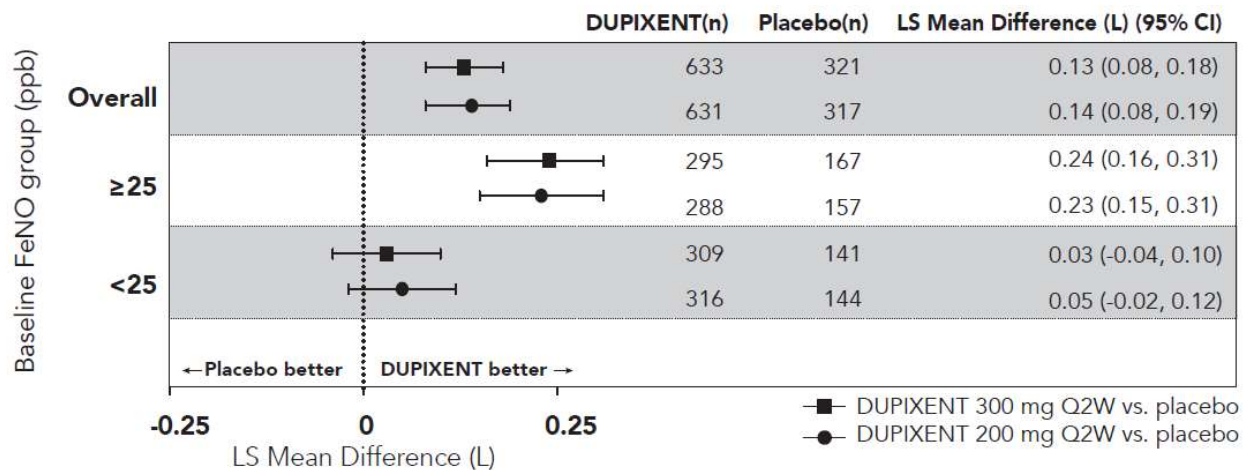 DUPIXENT(n) Placebo(n) LS Mean Difference (L) (95% CI)
Baseline FeNO group (ppb)
Overall
633 321 0.13 (0.08, 0.18)
631 317 0.14 (0.08, 0.19)
≥25
295 167 0.24 (0.16, 0.31)
288 157 0.23 (0.15, 0.31)
<25
309 141 0.03 (-0.04, 0.10)
316 144 0.05 (-0.02, 0.12)
←Placebo better DUPIXENT better →
-0.25 0 0.25
LS Mean Difference (L)
DUPIXENT 300 mg Q2W vs. placebo
DUPIXENT 200 mg Q2W vs. placebo